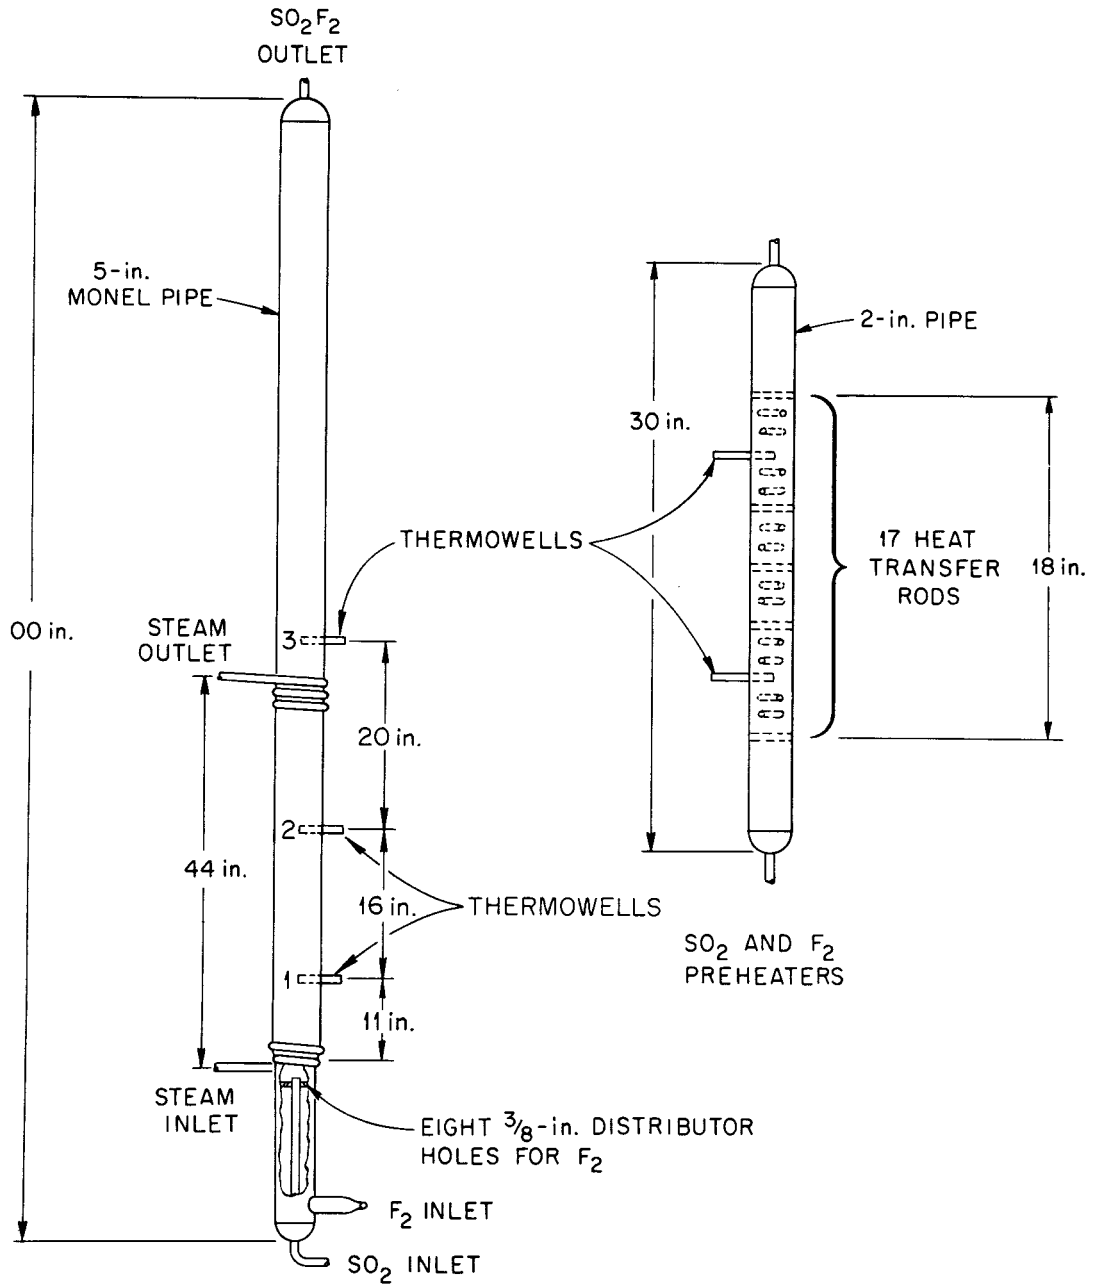 SO2F2
OUTLET
5-in.
MONEL PIPE
2-in. PIPE
30 in.
THERMOWELLS
17 HEAT
TRANSFER
RODS
18 in.
00 in.
STEAM
OUTLET
3
20 in.
2
44 in.
16 in.
THERMOWELLS
SO2 AND F2
PREHEATERS
1
11 in.
STEAM
INLET
EIGHT 3/8-in. DISTRIBUTOR
HOLES FOR F2
F2 INLET
SO2 INLET